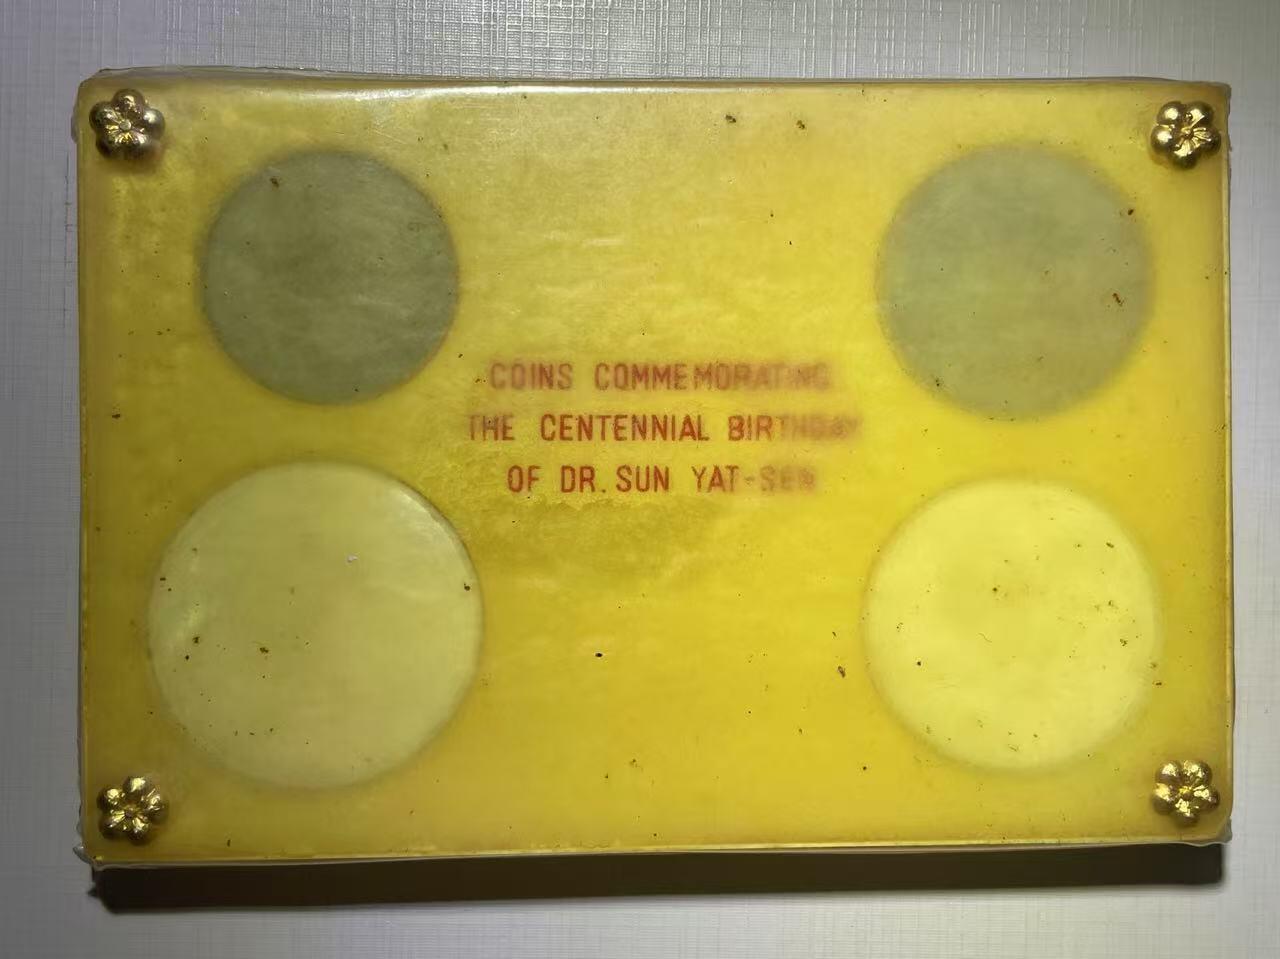 COINS COMMEMORATING
THE CENTENNIAL BIRTHDAY
OF DR. SUN YAT-SEN